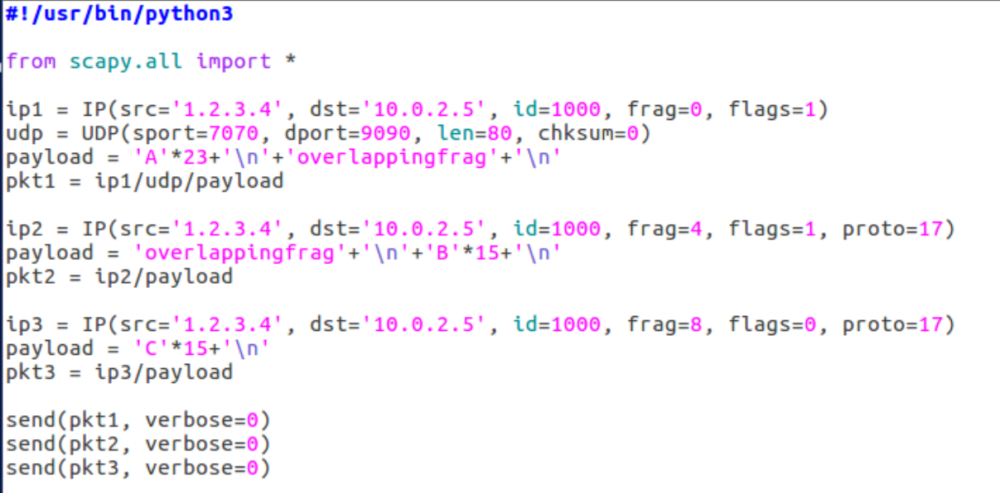 #!/usr/bin/python3
from scapy.all import *
ip1 = IP(src='1.2.3.4', dst='10.0.2.5', id=1000, frag=0, flags=1)
udp = UDP(sport=7070, dport=9090, len=80, chksum=0)
payload = 'A'*23+'\n'+'overlappingfrag'+'\n'
pkt1 = ip1/udp/payload
ip2 = IP(src='1.2.3.4', dst='10.0.2.5', id=1000, frag=4, flags=1, proto=17)
payload = 'overlappingfrag'+'\n'+'B'*15+'\n'
pkt2 = ip2/payload
ip3 = IP(src='1.2.3.4', dst='10.0.2.5', id=1000, frag=8, flags=0, proto=17)
payload = 'C'*15+'\n'
pkt3 = ip3/payload
send(pkt1, verbose=0)
send(pkt2, verbose=0)
send(pkt3, verbose=0)